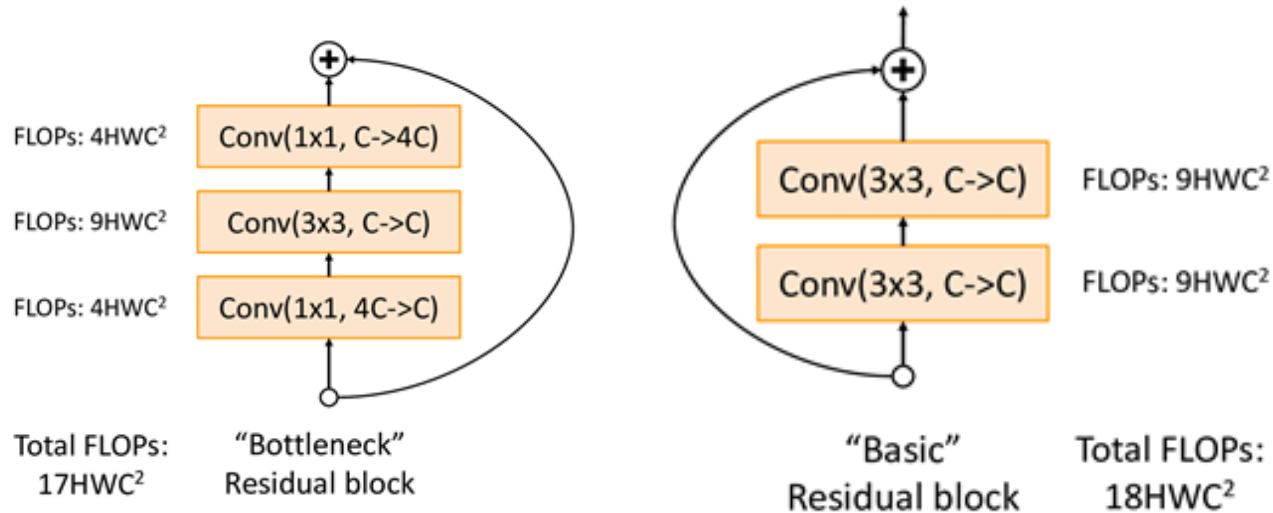 FLOPs: 4HWC²
Conv(1x1, C->4C)
FLOPs: 9HWC²
Conv(3x3, C->C)
FLOPs: 4HWC²
Conv(1x1, 4C->C)
Total FLOPs:
17HWC²
“Bottleneck”
Residual block
Conv(3x3, C->C)
FLOPs: 9HWC²
Conv(3x3, C->C)
FLOPs: 9HWC²
“Basic”
Residual block
Total FLOPs:
18HWC²